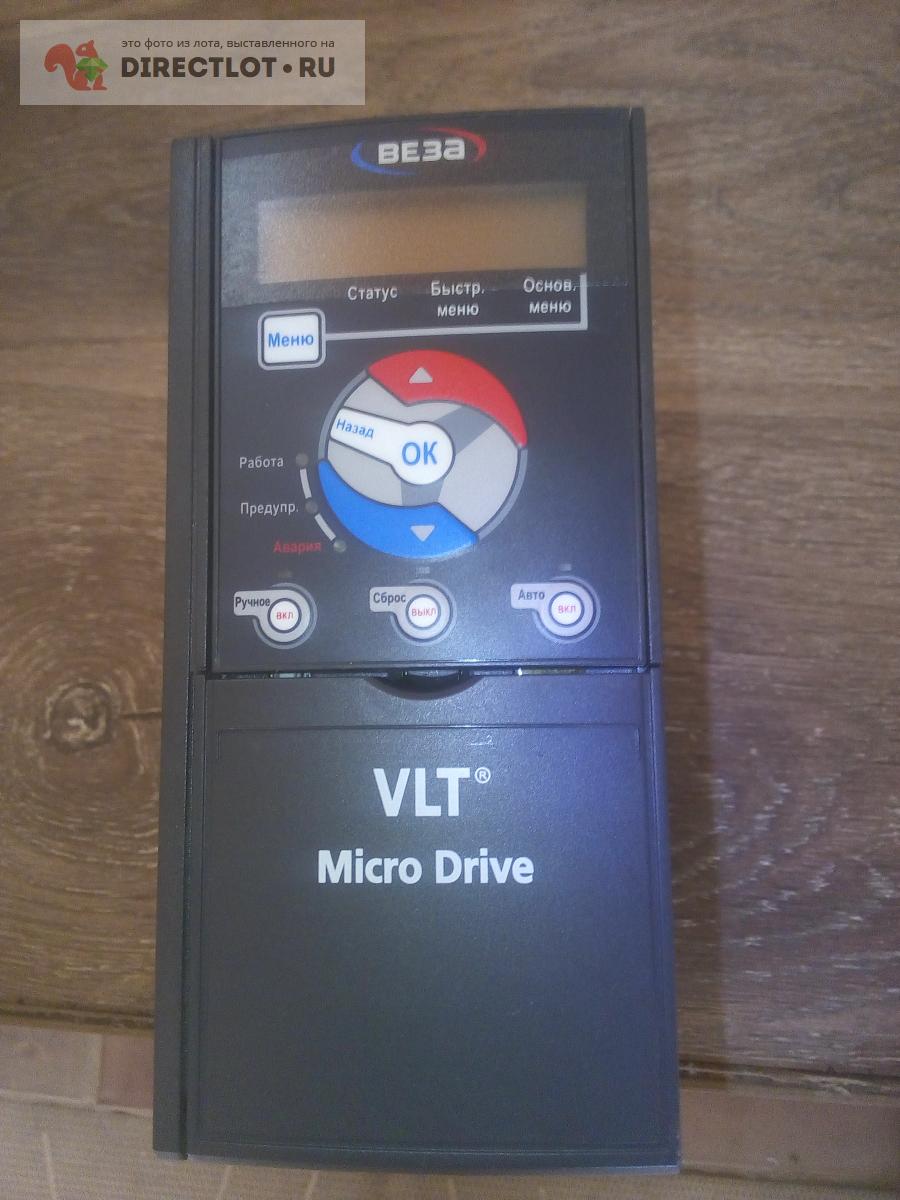 это фото из лота, выставленного на
DIRECTLOT.RU
ВЕЗА
Статус Быстр. меню Основ. меню
Меню
Назад
OK
Работа
Предупр.
Авария
Ручное вкл
Сброс выкл
Авто вкл
VLT®
Micro Drive